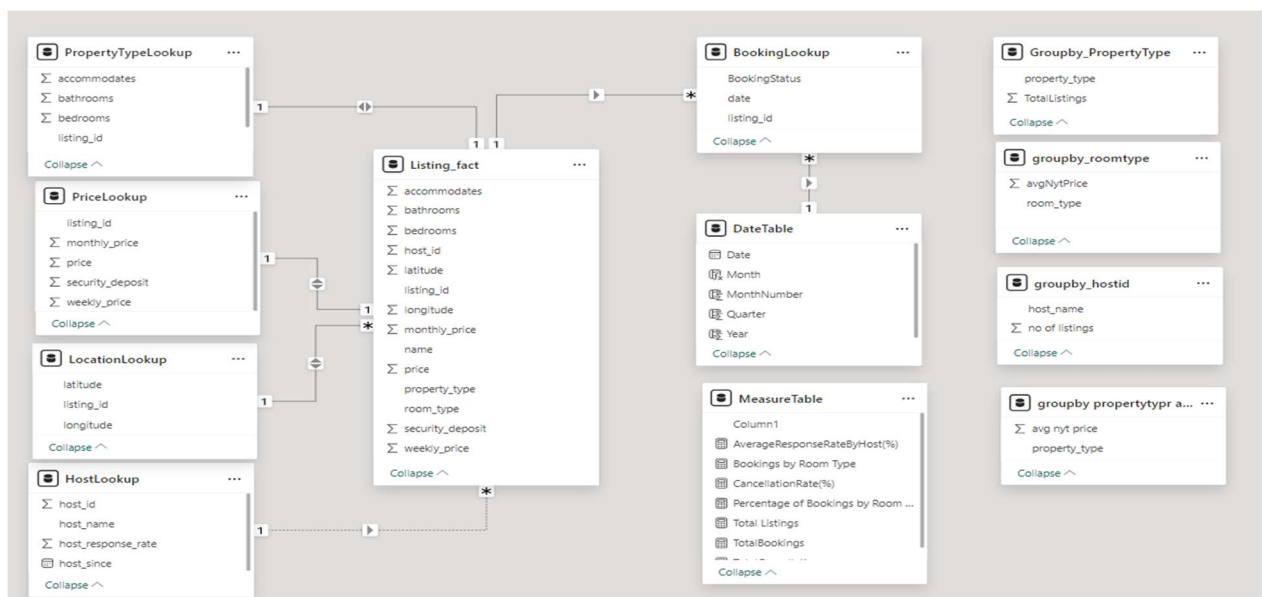 PropertyTypeLookup ...
Σ accommodates
Σ bathrooms
Σ bedrooms
listing_id
Collapse
PriceLookup ...
listing_id
Σ monthly_price
Σ price
Σ security_deposit
Σ weekly_price
Collapse
LocationLookup ...
latitude
listing_id
longitude
Collapse
HostLookup ...
Σ host_id
host_name
Σ host_response_rate
host_since
Collapse
1
1
1
1
1
1
1
*
*
Listing_fact ...
Σ accommodates
Σ bathrooms
Σ bedrooms
Σ host_id
Σ latitude
listing_id
Σ longitude
Σ monthly_price
name
Σ price
property_type
room_type
Σ security_deposit
Σ weekly_price
Collapse
*
BookingLookup ...
BookingStatus
date
listing_id
Collapse
*
1
DateTable ...
Date
Month
MonthNumber
Quarter
Year
Collapse
MeasureTable ...
Column1
AverageResponseRateByHost(%)
Bookings by Room Type
CancellationRate(%)
Percentage of Bookings by Room ...
Total Listings
TotalBookings
Collapse
Groupby_PropertyType ...
property_type
Σ TotalListings
Collapse
groupby_roomtype ...
Σ avgNytPrice
room_type
Collapse
groupby_hostid ...
host_name
Σ no of listings
Collapse
groupby propertytypr a... ...
Σ avg nyt price
property_type
Collapse